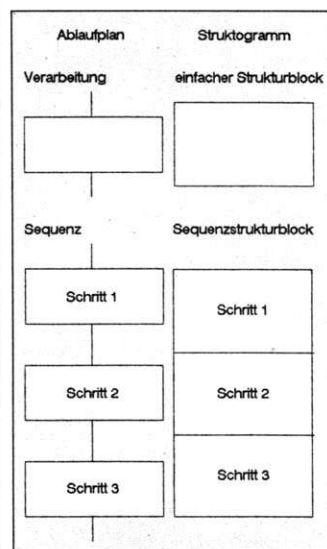 Ablaufplan Struktogramm
Verarbeitung einfacher Strukturblock
Sequenz Sequenzstrukturblock
Schritt 1 Schritt 1
Schritt 2 Schritt 2
Schritt 3 Schritt 3